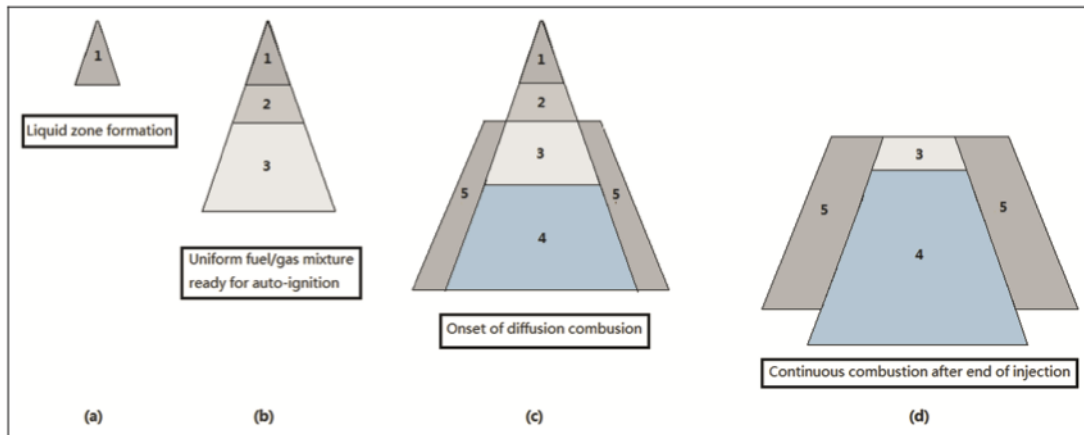 1
Liquid zone formation
(a)
1
2
3
Uniform fuel/gas mixture
ready for auto-ignition
(b)
1
2
3
5
5
4
Onset of diffusion combusion
(c)
3
5
5
4
Continuous combustion after end of injection
(d)